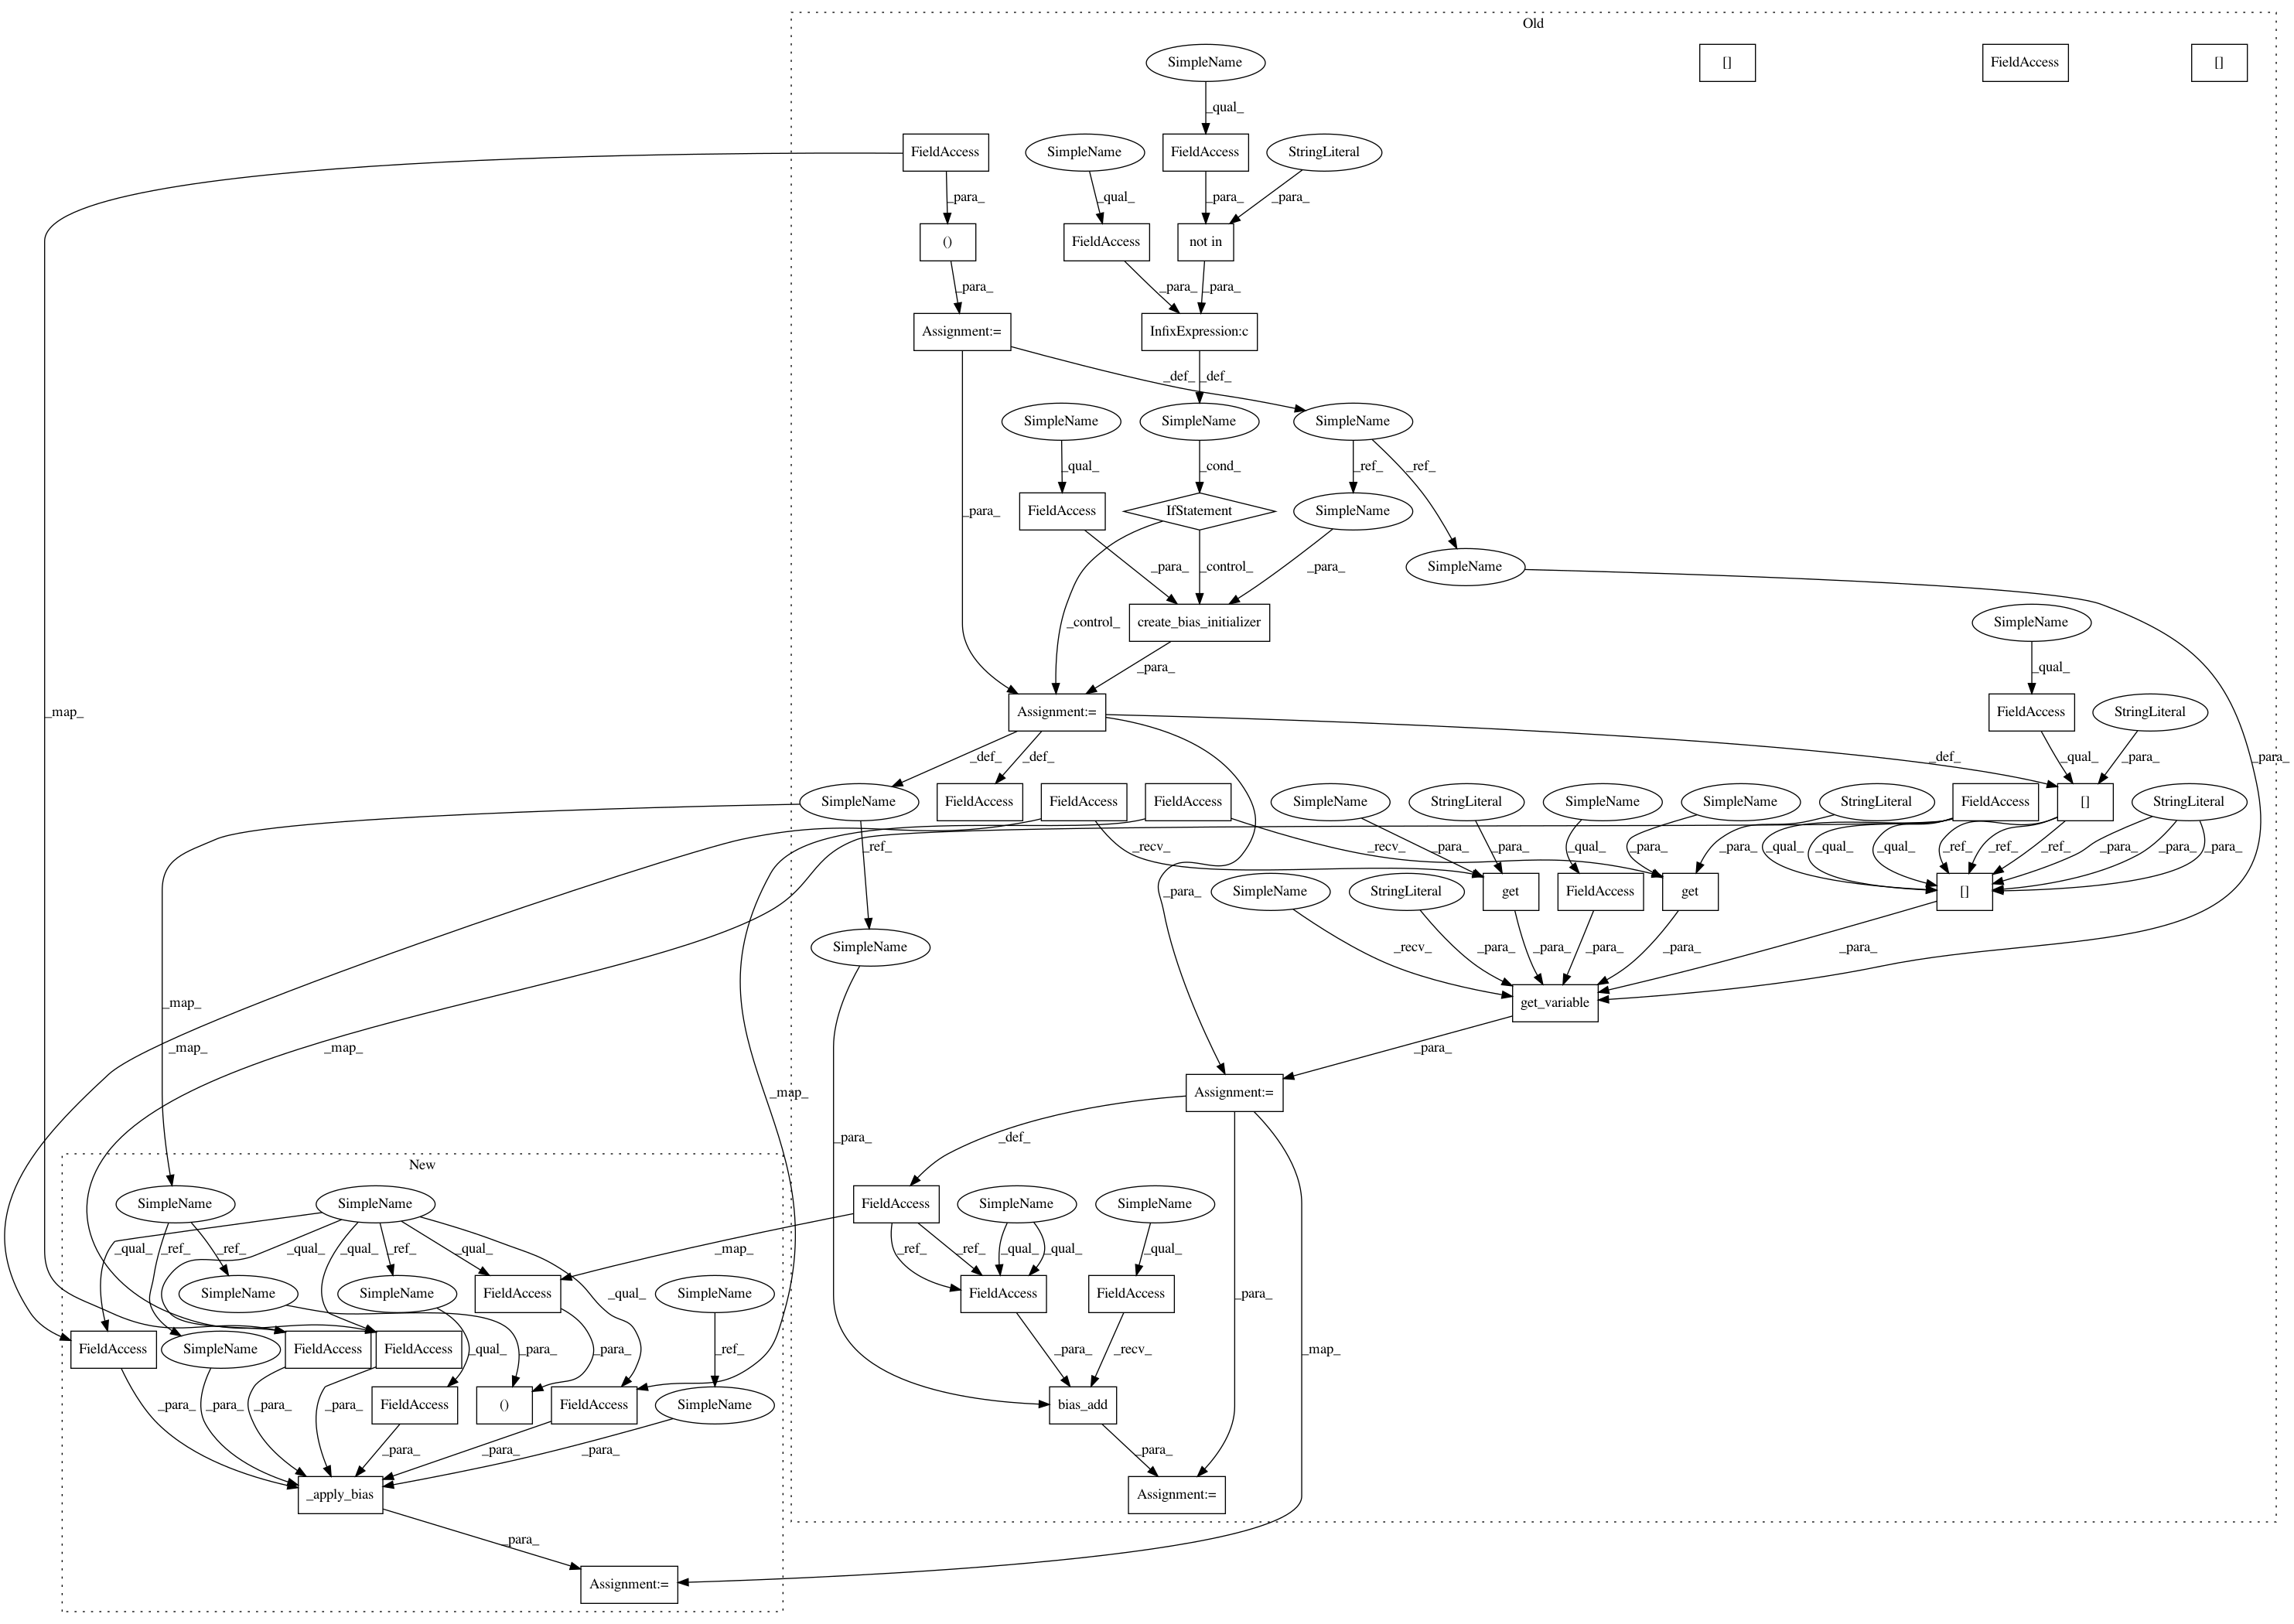 Old
SimpleName
[]
FieldAccess
[]
_qual_
FieldAccess
SimpleName
FieldAccess
StringLiteral
_para_
_qual_
_para_
_para_
()
FieldAccess
not in
_para_
_para_
_para_
Assignment:=
InfixExpression:c
_def_
_def_
SimpleName
SimpleName
SimpleName
_qual_
_cond_
_ref_
_ref_
FieldAccess
IfStatement
SimpleName
_para_
SimpleName
_para_
_control_
_para_
_control_
create_bias_initializer
SimpleName
_para_
_qual_
_map_
Assignment:=
FieldAccess
StringLiteral
_def_
_def_
_def_
_qual_
_para_
_para_
SimpleName
FieldAccess
FieldAccess
FieldAccess
SimpleName
StringLiteral
SimpleName
SimpleName
StringLiteral
FieldAccess
[]
StringLiteral
_ref_
_recv_
_para_
_para_
_recv_
_qual_
_para_
_para_
_qual_
_qual_
_qual_
_ref_
_ref_
_ref_
_para_
_para_
_para_
_para_
SimpleName
StringLiteral
get
FieldAccess
get
[]
SimpleName
_recv_
_para_
_para_
_para_
_para_
_para_
_map_
get_variable
_map_
_map_
_para_
_map_
Assignment:=
_para_
_def_
New
SimpleName
SimpleName
FieldAccess
SimpleName
SimpleName
_qual_
_ref_
_ref_
_qual_
_qual_
_ref_
_qual_
_map_
_ref_
_ref_
_qual_
_qual_
_qual_
SimpleName
SimpleName
FieldAccess
SimpleName
FieldAccess
FieldAccess
_qual_
_para_
FieldAccess
SimpleName
FieldAccess
FieldAccess
_qual_
_para_
_para_
_ref_
_para_
_recv_
_map_
_para_
_para_
_para_
_para_
FieldAccess
()
FieldAccess
SimpleName
bias_add
_para_
_para_
_para_
_para_
_apply_bias
Assignment:=
_para_
Assignment:=